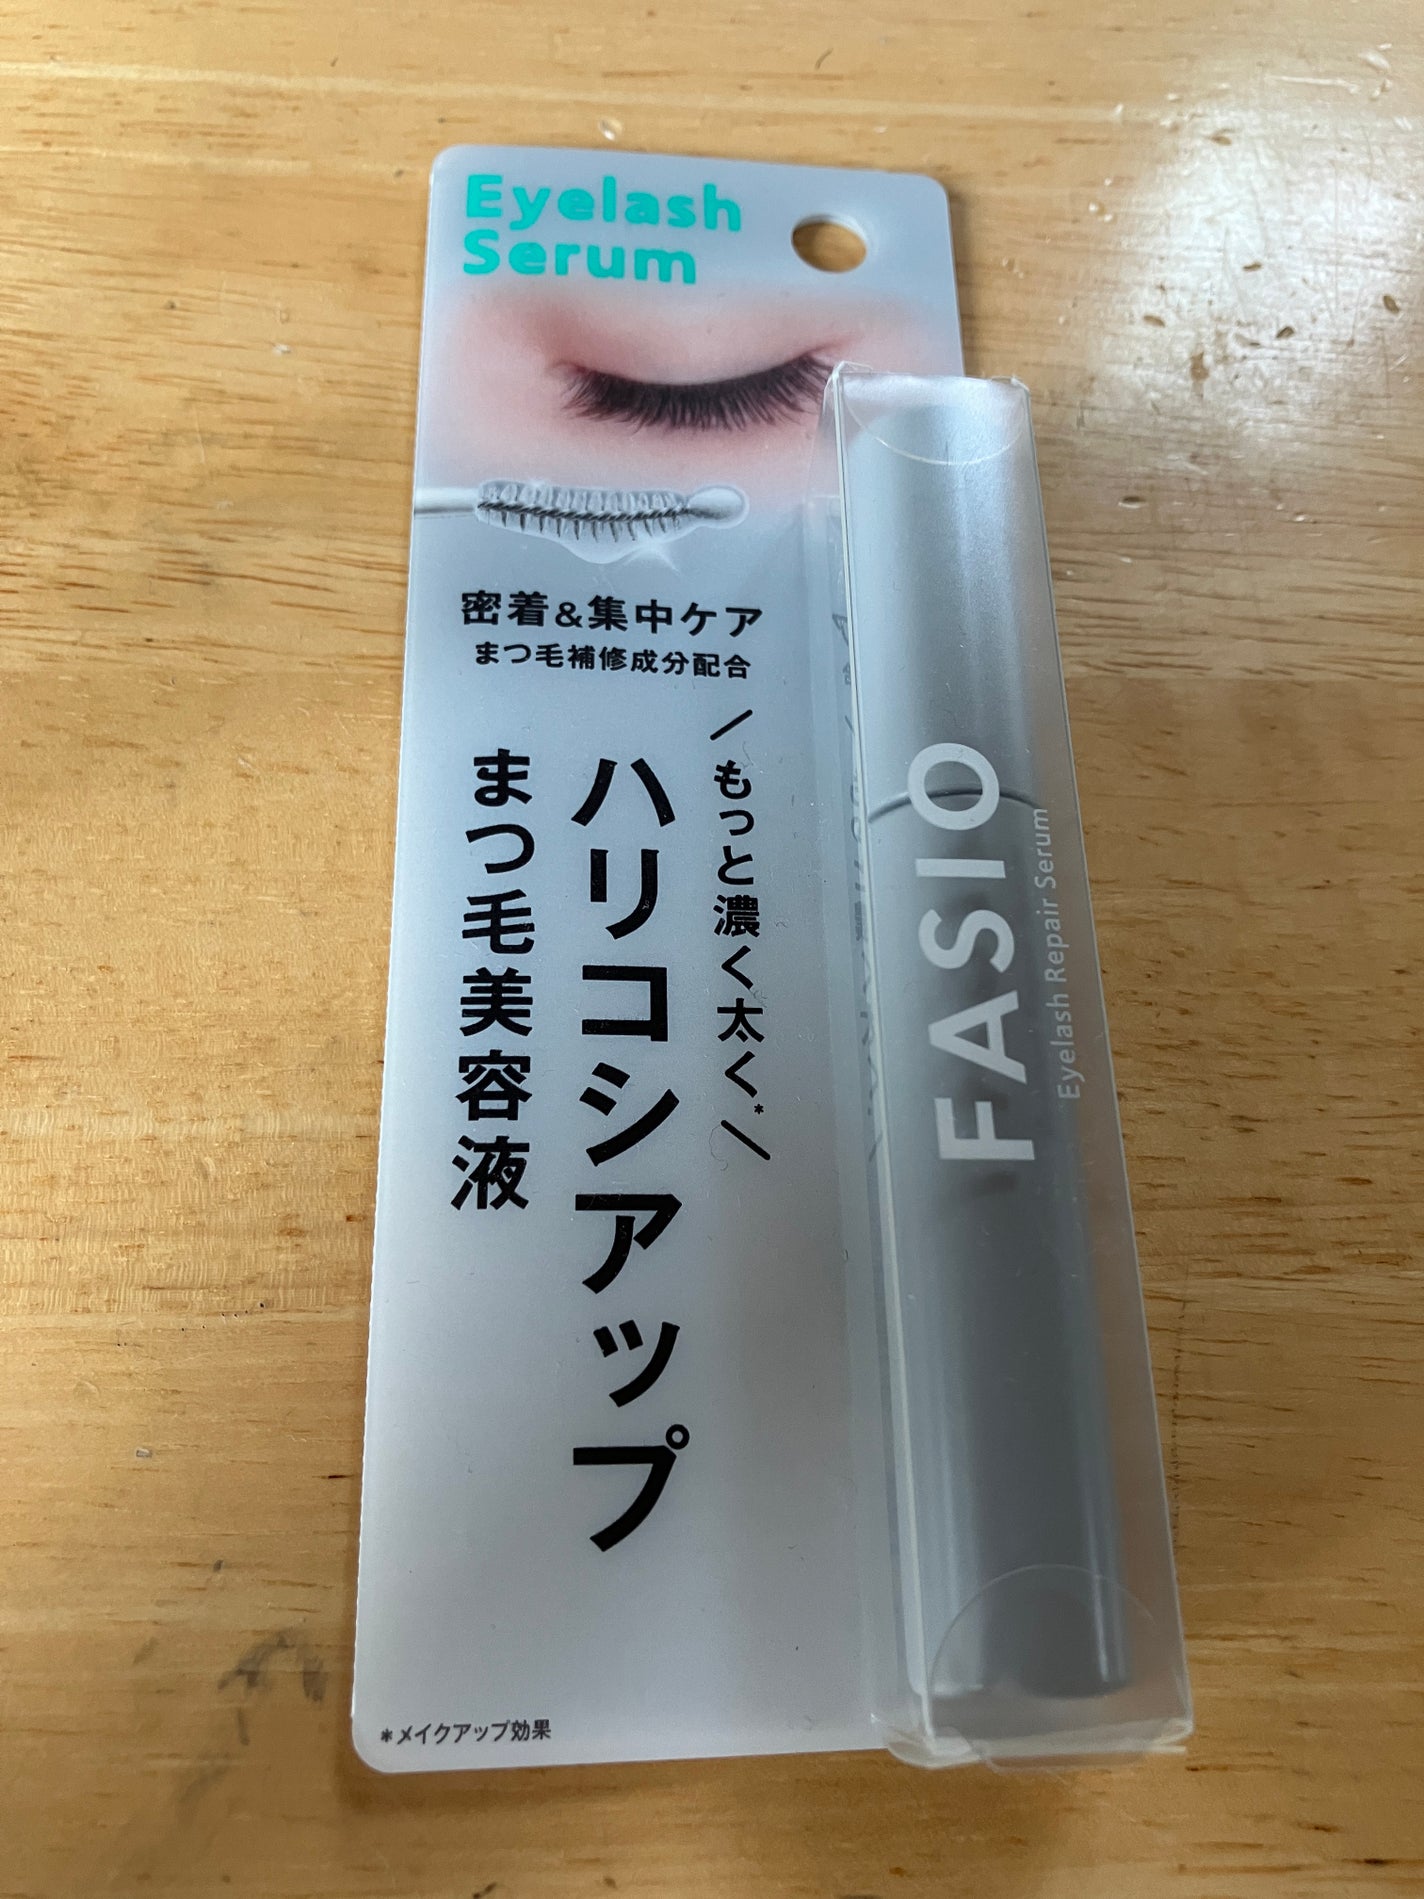 Eyelash
Serum
密着&集中ケア
まつ毛補修成分配合
もっと濃く太く*
ハリコシアップ
まつ毛美容液
*メイクアップ効果
FASIO
Eyelash Repair Serum